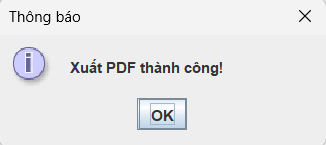 Thông báo
Xuất PDF thành công!
OK